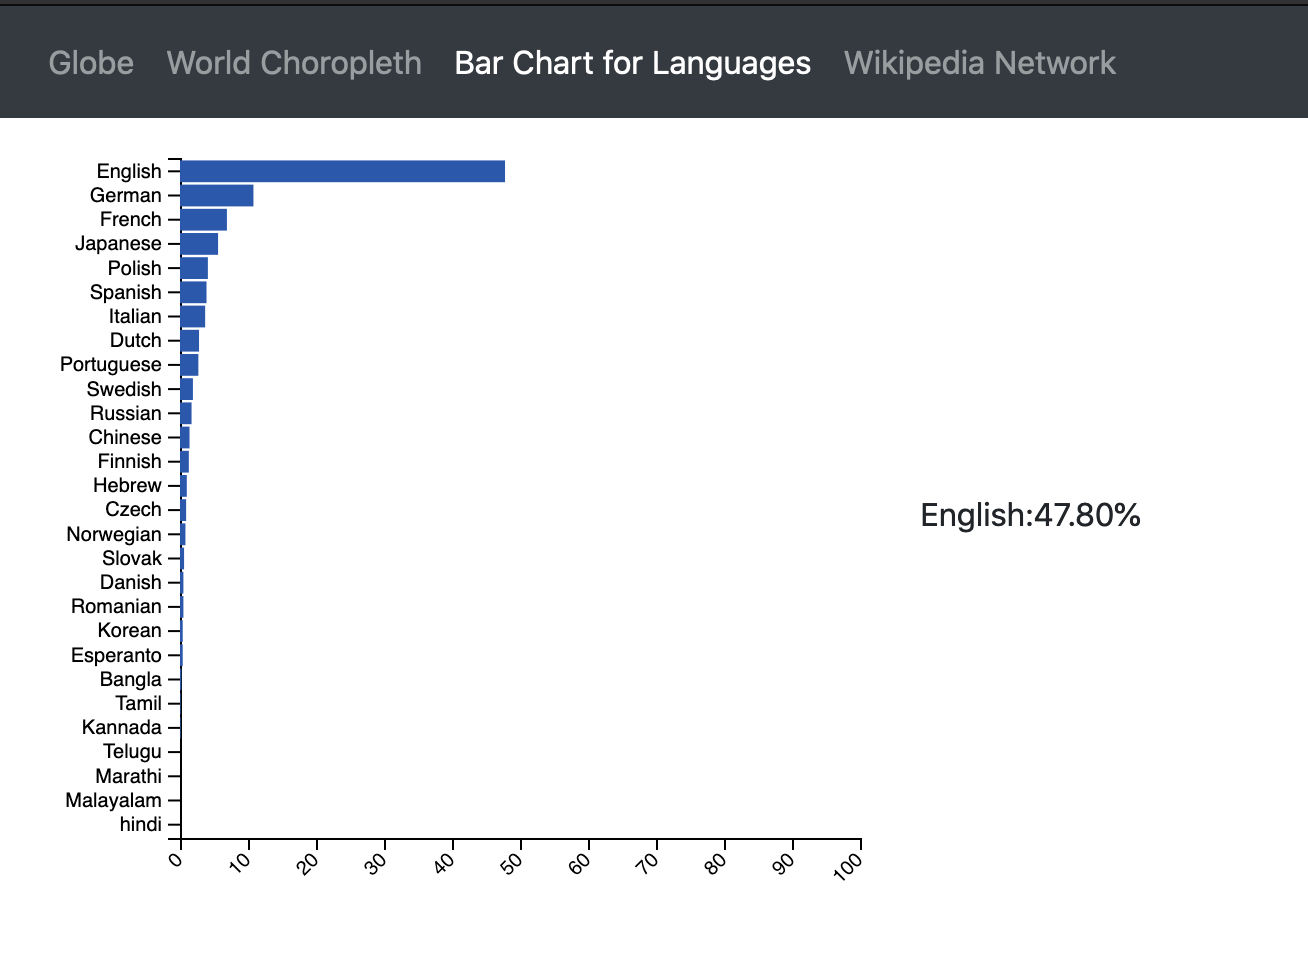 Globe World Choropleth Bar Chart for Languages Wikipedia Network
English
German
French
Japanese
Polish
Spanish
Italian
Dutch
Portuguese
Swedish
Russian
Chinese
Finnish
Hebrew
Czech
Norwegian
Slovak
Danish
Romanian
Korean
Esperanto
Bangla
Tamil
Kannada
Telugu
Marathi
Malayalam
hindi
0 10 20 30 40 50 60 70 80 90 100
English:47.80%